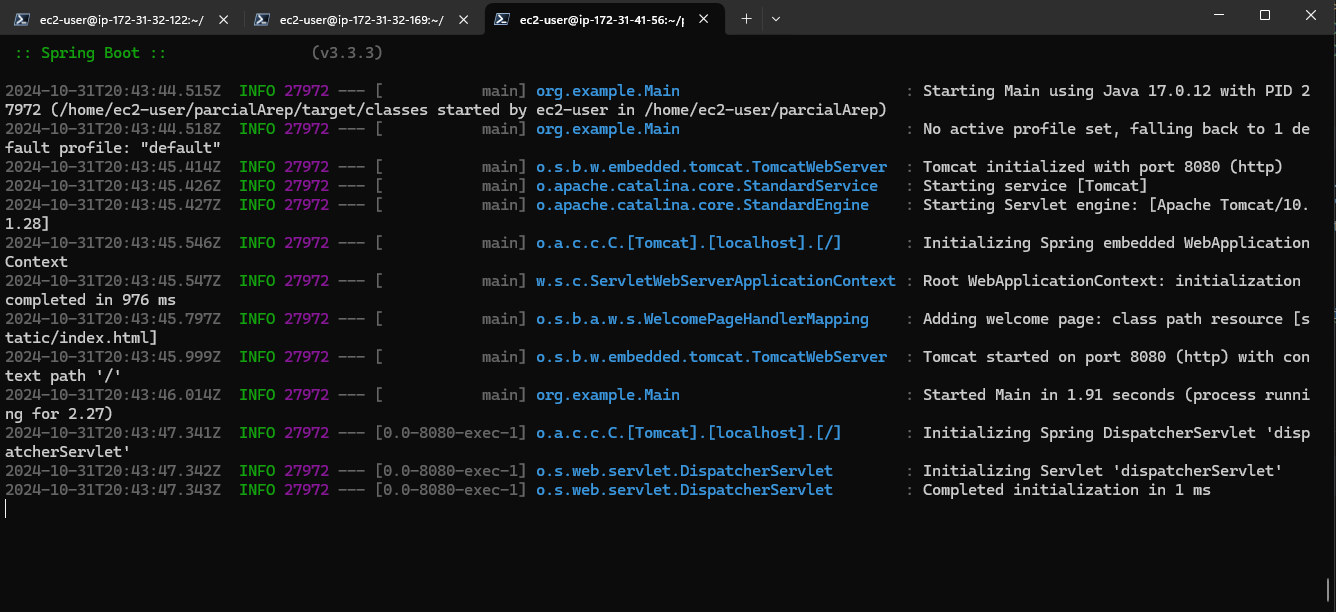 ec2-user@ip-172-31-32-122:~/ ec2-user@ip-172-31-32-169:~/ ec2-user@ip-172-31-41-56:~/p
:: Spring Boot ::                (v3.3.3)
2024-10-31T20:43:44.515Z  INFO 27972 --- [           main] org.example.Main                         : Starting Main using Java 17.0.12 with PID 2
7972 (/home/ec2-user/parcialArep/target/classes started by ec2-user in /home/ec2-user/parcialArep)
2024-10-31T20:43:44.518Z  INFO 27972 --- [           main] org.example.Main                         : No active profile set, falling back to 1 de
fault profile: "default"
2024-10-31T20:43:45.414Z  INFO 27972 --- [           main] o.s.b.w.embedded.tomcat.TomcatWebServer  : Tomcat initialized with port 8080 (http)
2024-10-31T20:43:45.426Z  INFO 27972 --- [           main] o.apache.catalina.core.StandardService   : Starting service [Tomcat]
2024-10-31T20:43:45.427Z  INFO 27972 --- [           main] o.apache.catalina.core.StandardEngine    : Starting Servlet engine: [Apache Tomcat/10.
1.28]
2024-10-31T20:43:45.546Z  INFO 27972 --- [           main] o.a.c.c.C.[Tomcat].[localhost].[/]       : Initializing Spring embedded WebApplication
Context
2024-10-31T20:43:45.547Z  INFO 27972 --- [           main] w.s.c.ServletWebServerApplicationContext : Root WebApplicationContext: initialization
completed in 976 ms
2024-10-31T20:43:45.797Z  INFO 27972 --- [           main] o.s.b.a.w.s.WelcomePageHandlerMapping    : Adding welcome page: class path resource [s
tatic/index.html]
2024-10-31T20:43:45.999Z  INFO 27972 --- [           main] o.s.b.w.embedded.tomcat.TomcatWebServer  : Tomcat started on port 8080 (http) with con
text path '/'
2024-10-31T20:43:46.014Z  INFO 27972 --- [           main] org.example.Main                         : Started Main in 1.91 seconds (process runni
ng for 2.27)
2024-10-31T20:43:47.341Z  INFO 27972 --- [0.0-8080-exec-1] o.a.c.c.C.[Tomcat].[localhost].[/]       : Initializing Spring DispatcherServlet 'disp
atcherServlet'
2024-10-31T20:43:47.342Z  INFO 27972 --- [0.0-8080-exec-1] o.s.web.servlet.DispatcherServlet        : Initializing Servlet 'dispatcherServlet'
2024-10-31T20:43:47.343Z  INFO 27972 --- [0.0-8080-exec-1] o.s.web.servlet.DispatcherServlet        : Completed initialization in 1 ms